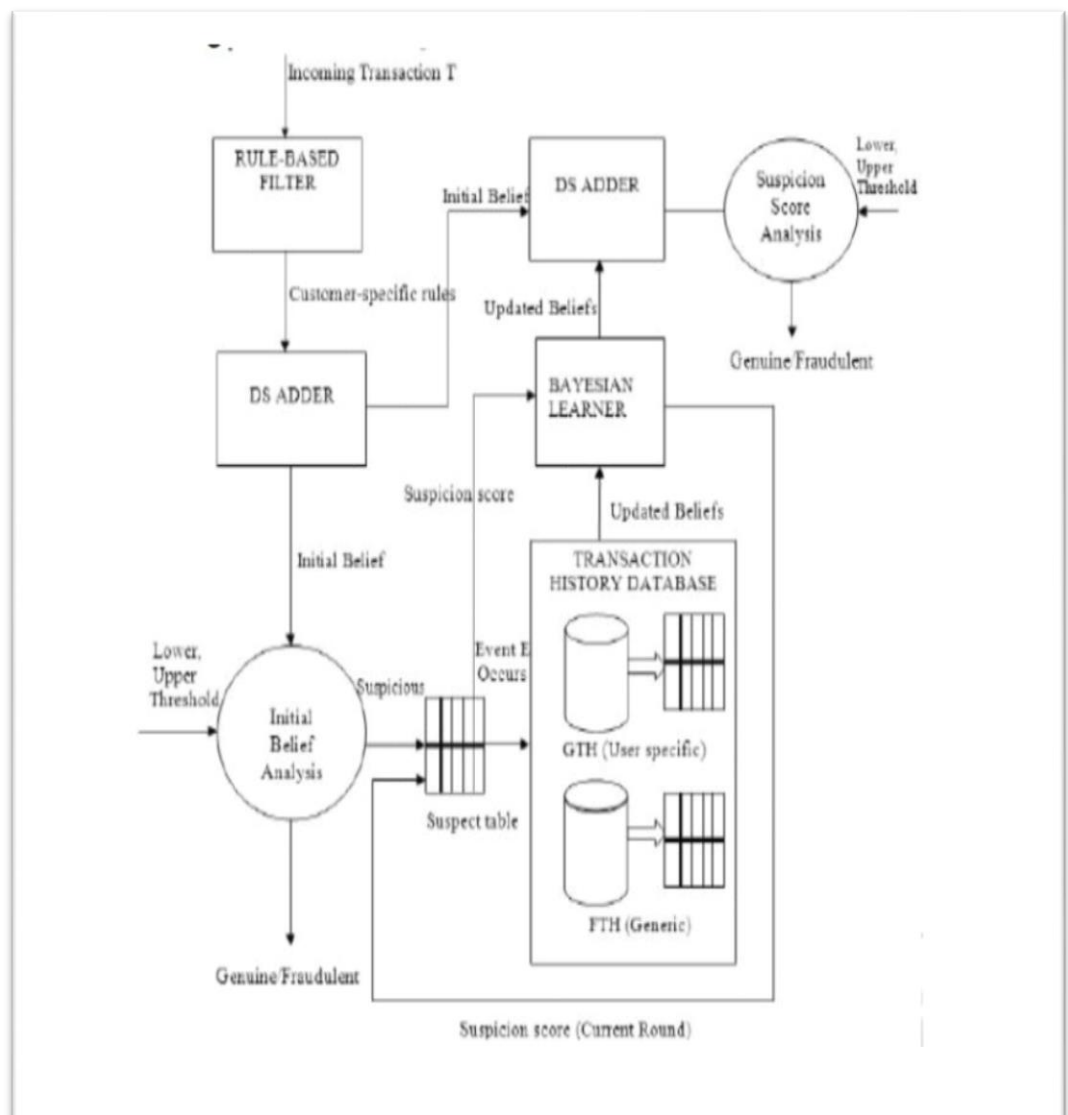 Incoming Transaction T
RULE-BASED
FILTER
Customer-specific rules
DS ADDER
Initial Belief
DS ADDER
Suspicion
Score
Analysis
Lower,
Upper
Threshold
Genuine/Fraudulent
Updated Beliefs
BAYESIAN
LEARNER
Suspicion score
Updated Beliefs
Initial Belief
TRANSACTION
HISTORY DATABASE
Lower,
Upper
Threshold
Initial
Belief
Analysis
Suspicious
Event E
Occurs
Suspect table
GTH (User specific)
FTH (Generic)
Genuine/Fraudulent
Suspicion score (Current Round)